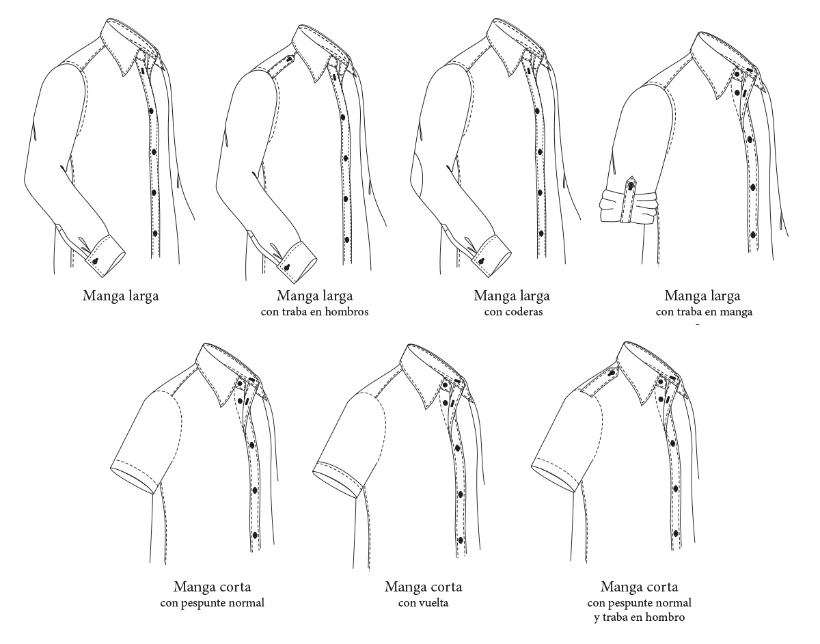 Manga larga
Manga larga
con traba en hombros
Manga larga
con coderas
Manga larga
con traba en manga
Manga corta
con pespunte normal
Manga corta
con vuelta
Manga corta
con pespunte normal
y traba en hombro